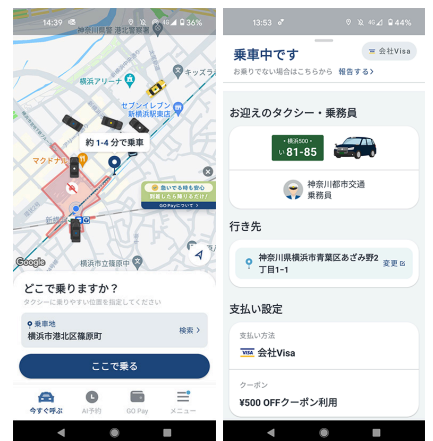 14:39
36%
神奈川県警 港北警察署
横浜アリーナ
キッズラ
セブンイレブン
新横浜駅東店
約 1-4 分で乗車
マクドナル
新横
急いでる時も安心
到着したら降りるだけ!
GO Payについて >
Google
横浜市立篠原中
どこで乗りますか？
タクシーに乗りやすい位置を指定してください
乗車地
横浜市港北区篠原町
検索 >
ここで乗る
今すぐ呼ぶ
AI予約
GO Pay
メニュー
13:53
4G
44%
乗車中です
会社Visa
お乗りでない場合はこちらから 報告する>
お迎えのタクシー・乗務員
・横浜500・
い 81-85
神奈川都市交通
乗務員
行き先
神奈川県横浜市青葉区あざみ野2
丁目1-1
変更
支払い設定
支払い方法
VISA 会社Visa
クーポン
¥500 OFFクーポン利用